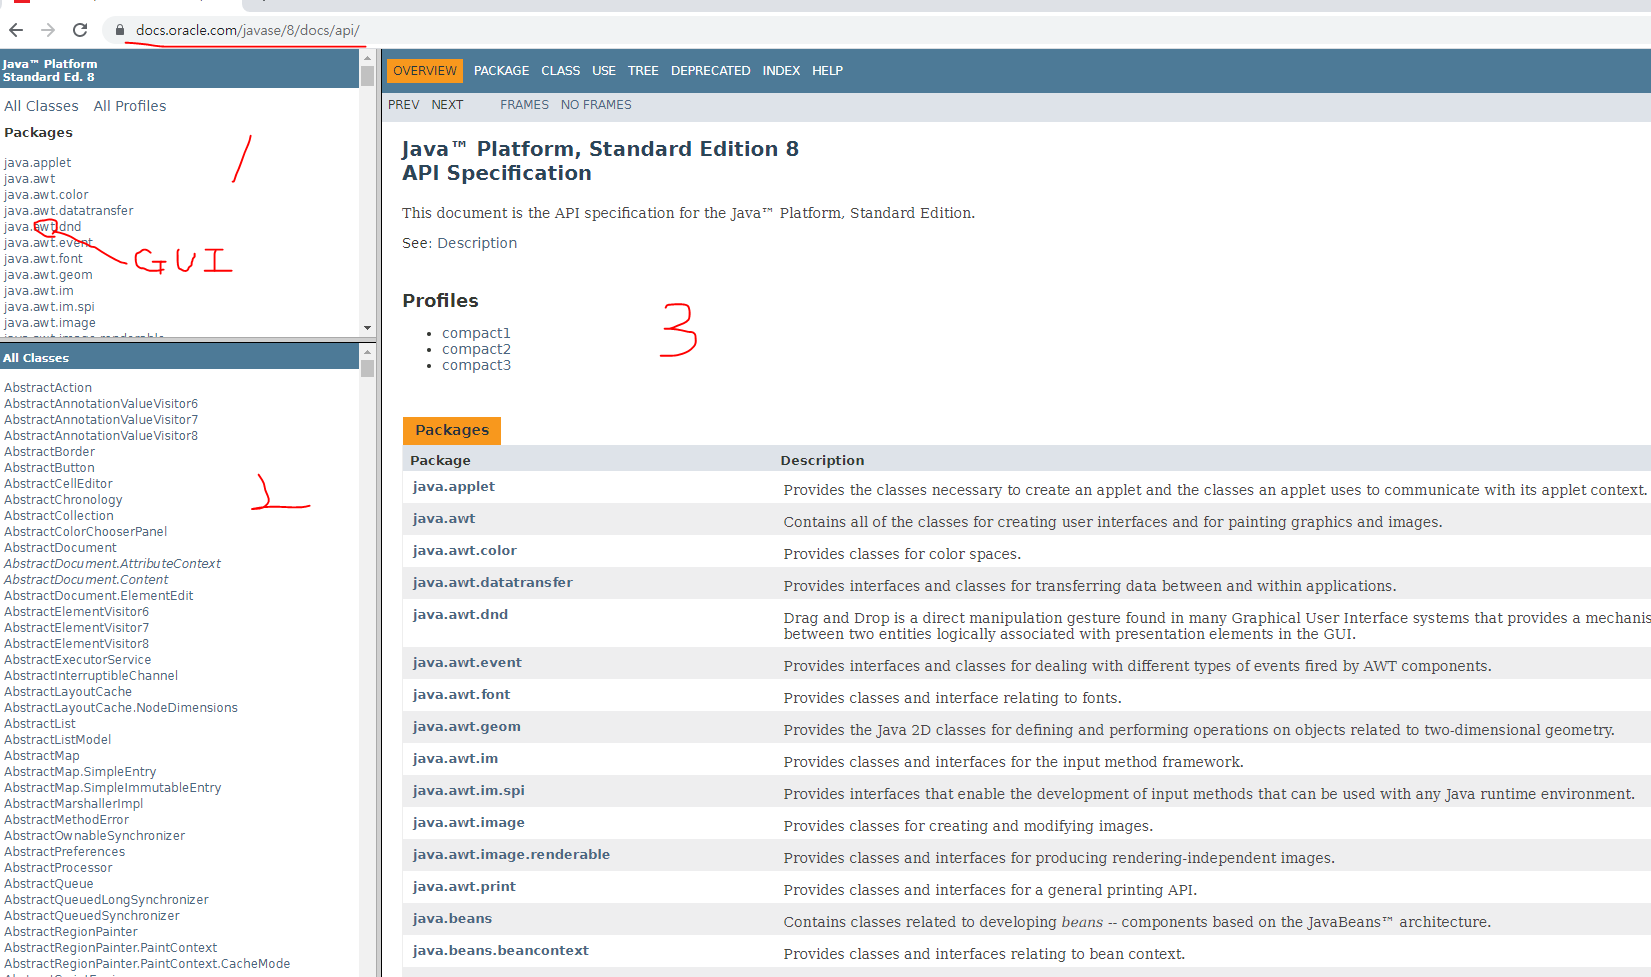 docs.oracle.com/javase/8/docs/api/
Java™ Platform
Standard Ed. 8
All Classes All Profiles
Packages
java.applet
java.awt
java.awt.color
java.awt.datatransfer
java.awt.dnd
java.awt.event
java.awt.font
java.awt.geom
java.awt.im
java.awt.im.spi
java.awt.image
java.awt.image.renderable
1
GUI
All Classes
AbstractAction
AbstractAnnotationValueVisitor6
AbstractAnnotationValueVisitor7
AbstractAnnotationValueVisitor8
AbstractBorder
AbstractButton
AbstractCellEditor
AbstractChronology
AbstractCollection
AbstractColorChooserPanel
AbstractDocument
AbstractDocument.AttributeContext
AbstractDocument.Content
AbstractDocument.ElementEdit
AbstractElementVisitor6
AbstractElementVisitor7
AbstractElementVisitor8
AbstractExecutorService
AbstractInterruptibleChannel
AbstractLayoutCache
AbstractLayoutCache.NodeDimensions
AbstractList
AbstractListModel
AbstractMap
AbstractMap.SimpleEntry
AbstractMap.SimpleImmutableEntry
AbstractMarshallerImpl
AbstractMethodError
AbstractOwnableSynchronizer
AbstractPreferences
AbstractProcessor
AbstractQueue
AbstractQueuedLongSynchronizer
AbstractQueuedSynchronizer
AbstractRegionPainter
AbstractRegionPainter.PaintContext
AbstractRegionPainter.PaintContext.CacheMode
2
OVERVIEW PACKAGE CLASS USE TREE DEPRECATED INDEX HELP
PREV NEXT FRAMES NO FRAMES
Java™ Platform, Standard Edition 8
API Specification
This document is the API specification for the Java™ Platform, Standard Edition.
See: Description
Profiles
compact1
compact2
compact3
3
Packages
Package Description
java.applet Provides the classes necessary to create an applet and the classes an applet uses to communicate with its applet context.
java.awt Contains all of the classes for creating user interfaces and for painting graphics and images.
java.awt.color Provides classes for color spaces.
java.awt.datatransfer Provides interfaces and classes for transferring data between and within applications.
java.awt.dnd Drag and Drop is a direct manipulation gesture found in many Graphical User Interface systems that provides a mechanis
between two entities logically associated with presentation elements in the GUI.
java.awt.event Provides interfaces and classes for dealing with different types of events fired by AWT components.
java.awt.font Provides classes and interface relating to fonts.
java.awt.geom Provides the Java 2D classes for defining and performing operations on objects related to two-dimensional geometry.
java.awt.im Provides classes and interfaces for the input method framework.
java.awt.im.spi Provides interfaces that enable the development of input methods that can be used with any Java runtime environment.
java.awt.image Provides classes for creating and modifying images.
java.awt.image.renderable Provides classes and interfaces for producing rendering-independent images.
java.awt.print Provides classes and interfaces for a general printing API.
java.beans Contains classes related to developing beans -- components based on the JavaBeans™ architecture.
java.beans.beancontext Provides classes and interfaces relating to bean context.